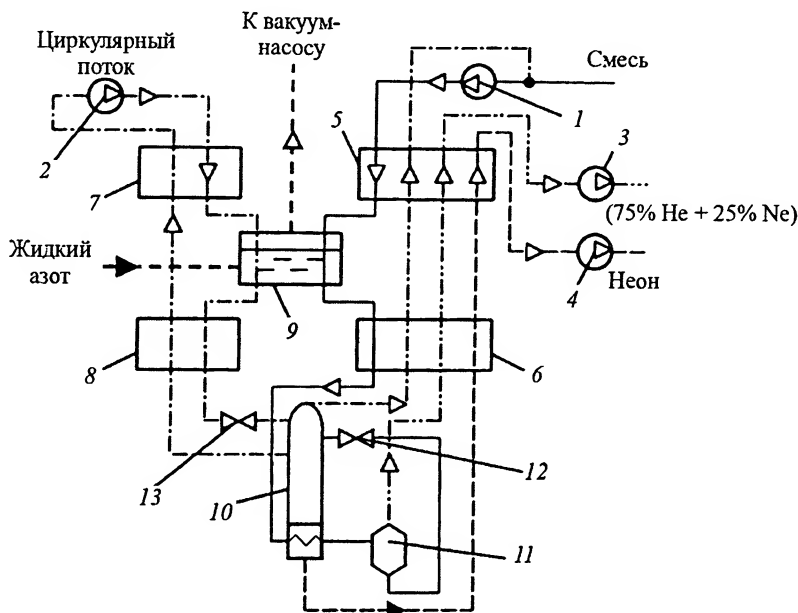 К вакуум-
насосу
Циркулярный
поток
Смесь
1
2
5
3
7
(75% He + 25% Ne)
Жидкий
азот
4
Неон
9
8
6
13
12
10
11